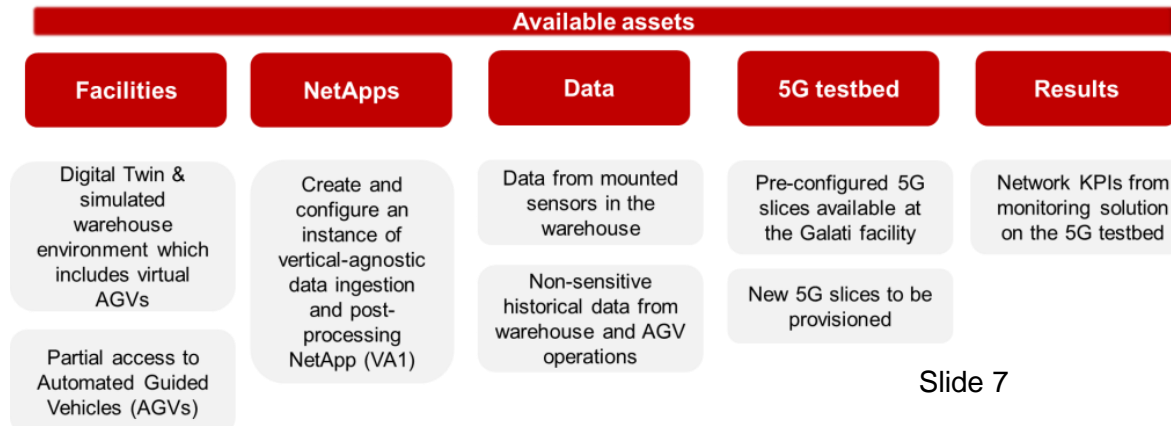 Available assets
Facilities
NetApps
Data
5G testbed
Results
Digital Twin &
simulated
warehouse
environment which
includes virtual
AGVs
Partial access to
Automated Guided
Vehicles (AGVs)
Create and
configure an
instance of
vertical-agnostic
data ingestion
and post-
processing
NetApp (VA1)
Data from mounted
sensors in the
warehouse
Non-sensitive
historical data from
warehouse and AGV
operations
Pre-configured 5G
slices available at
the Galati facility
New 5G slices to be
provisioned
Network KPIs from
monitoring solution
on the 5G testbed
Slide 7